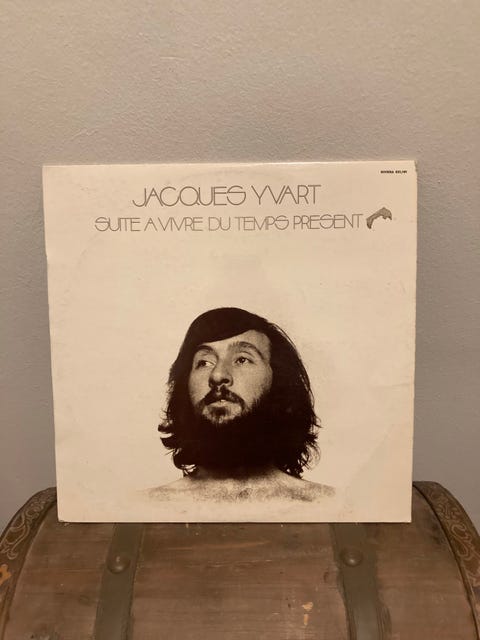 JACQUES YVART
SUITE A VIVRE DU TEMPS PRESENT